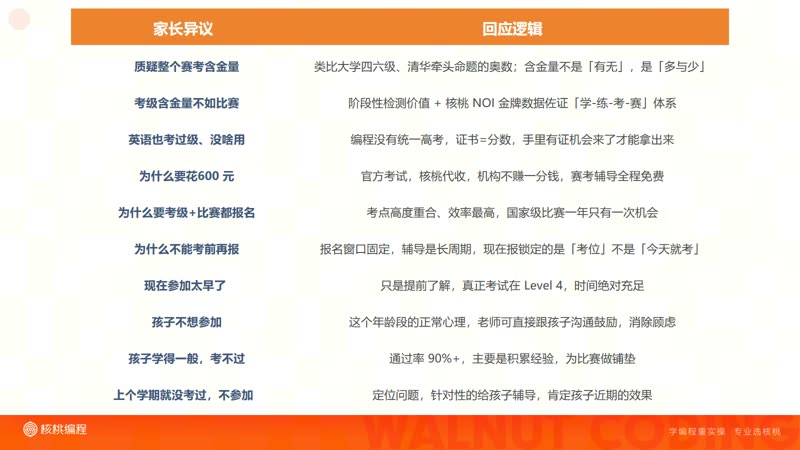 家长异议 回应逻辑
质疑整个赛考含金量 类比大学四六级、清华牵头命题的奥数；含金量不是「有无」，是「多与少」
考级含金量不如比赛 阶段性检测价值 + 核桃 NOI 金牌数据佐证「学-练-考-赛」体系
英语也考过级、没啥用 编程没有统一高考，证书=分数，手里有证机会来了才能拿出来
为什么要花600 元 官方考试，核桃代收，机构不赚一分钱，赛考辅导全程免费
为什么要考级+比赛都报名 考点高度重合、效率最高，国家级比赛一年只有一次机会
为什么不能考前再报 报名窗口固定，辅导是长周期，现在报锁定的是「考位」不是「今天就考」
现在参加太早了 只是提前了解，真正考试在 Level 4，时间绝对充足
孩子不想参加 这个年龄段的正常心理，老师可直接跟孩子沟通鼓励，消除顾虑
孩子学得一般，考不过 通过率 90%+，主要是积累经验，为比赛做铺垫
上个学期就没考过，不参加 定位问题，针对性的给孩子辅导，肯定孩子近期的效果
核桃编程 WALNUT CODING 学编程重实操 专业选核桃